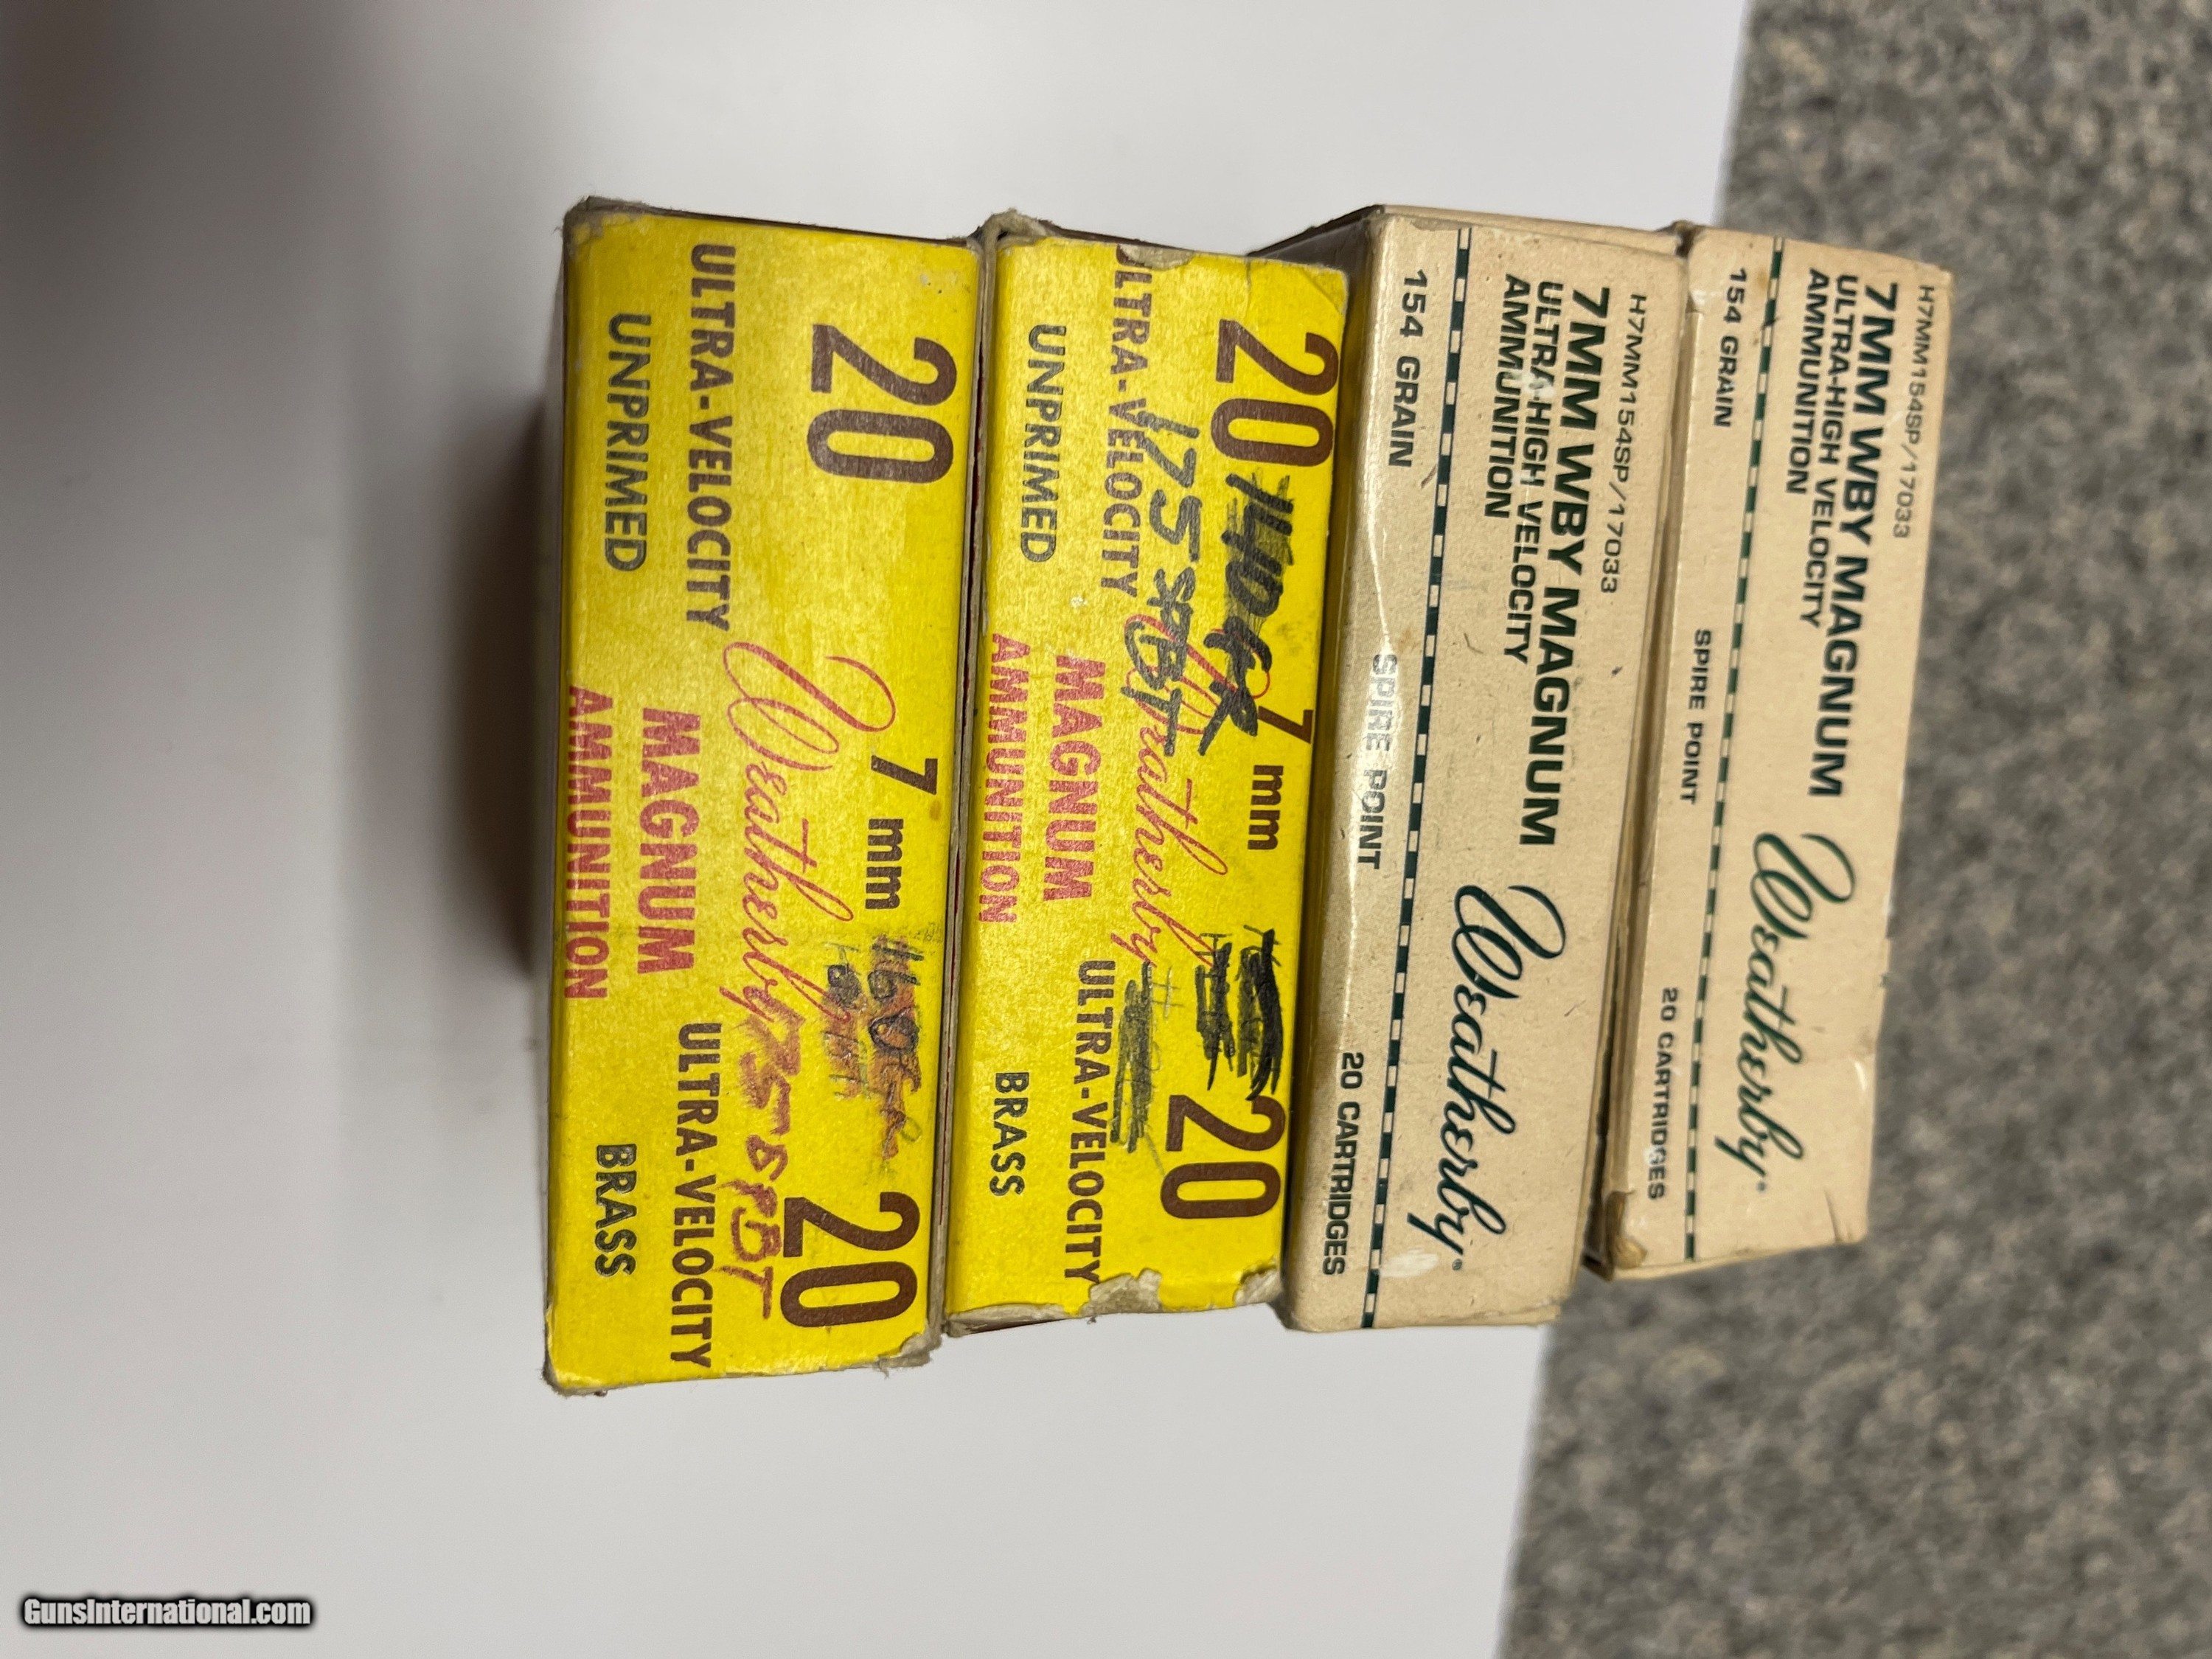 20 7 mm 20
ULTRA-VELOCITY Weatherby ULTRA-VELOCITY
175 SPBT
UNPRIMED MAGNUM BRASS
AMMUNITION
20 140 GR 7 mm 20
175 SPBT
ULTRA-VELOCITY Weatherby ULTRA-VELOCITY
UNPRIMED MAGNUM BRASS
AMMUNITION
H7MM154SP/17033
7MM WBY MAGNUM
ULTRA-HIGH VELOCITY
AMMUNITION
Weatherby®
154 GRAIN SPIRE POINT 20 CARTRIDGES
H7MM154SP/17033
7MM WBY MAGNUM
ULTRA-HIGH VELOCITY
AMMUNITION
Weatherby®
154 GRAIN SPIRE POINT 20 CARTRIDGES
GunsInternational.com